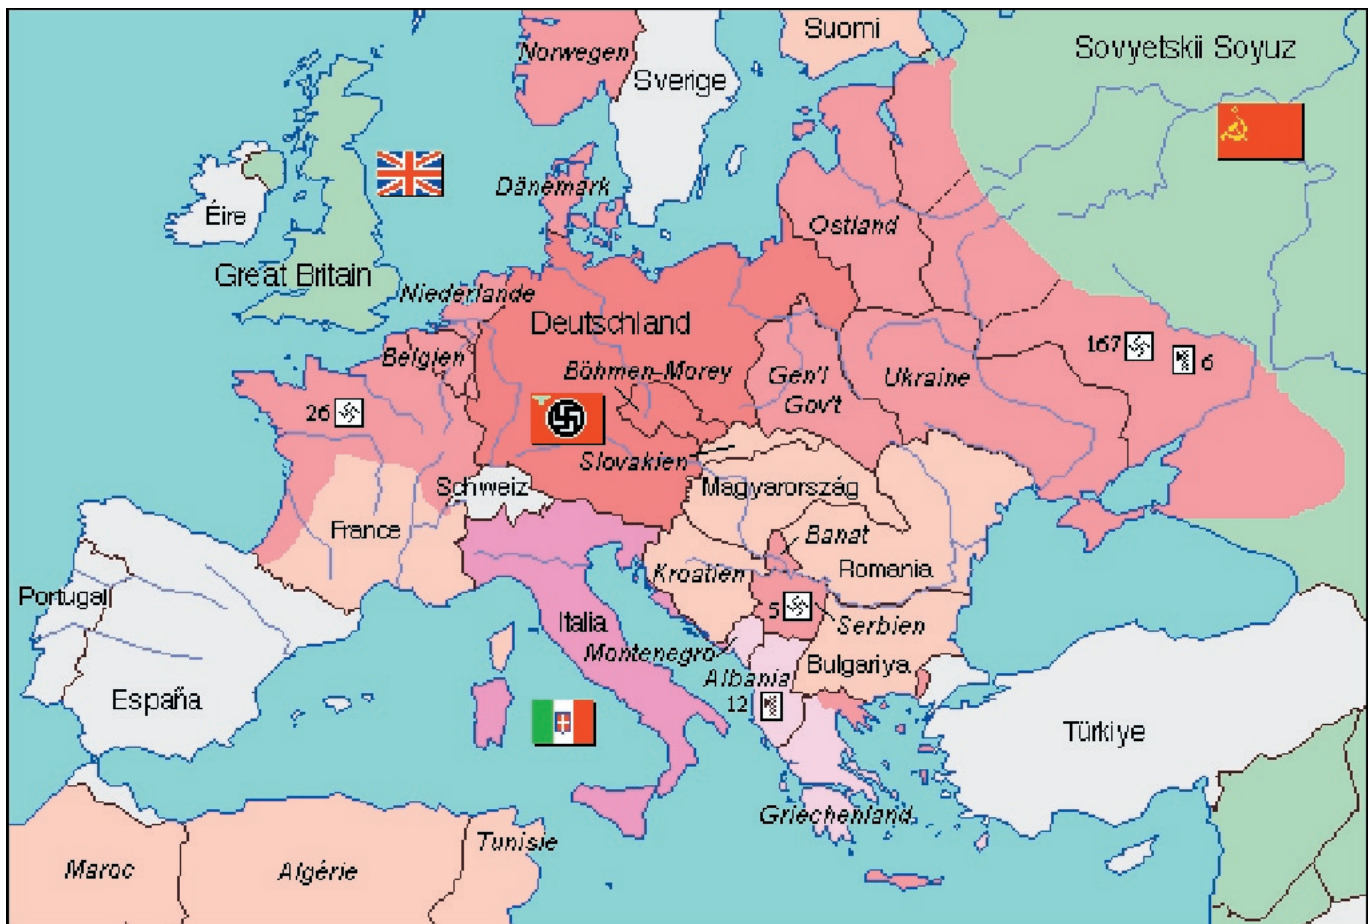 Suomi
Sovyetskii Soyuz
Norwegen
Sverige
Dänemark
Éire
Ostland
Great Britain
Niederlande
Deutschland
Belgien
Böhmen-Morey
Gen'l
Gov't
Ukraine
167
6
26
Slovakien
Schweiz
Magyarország
France
Banat
Kroatien
Romania
Portugal
Italia
5
Serbien
Montenegro
Bulgariya
Albania
España
12
Türkiye
Griechenland
Tunisie
Maroc
Algérie